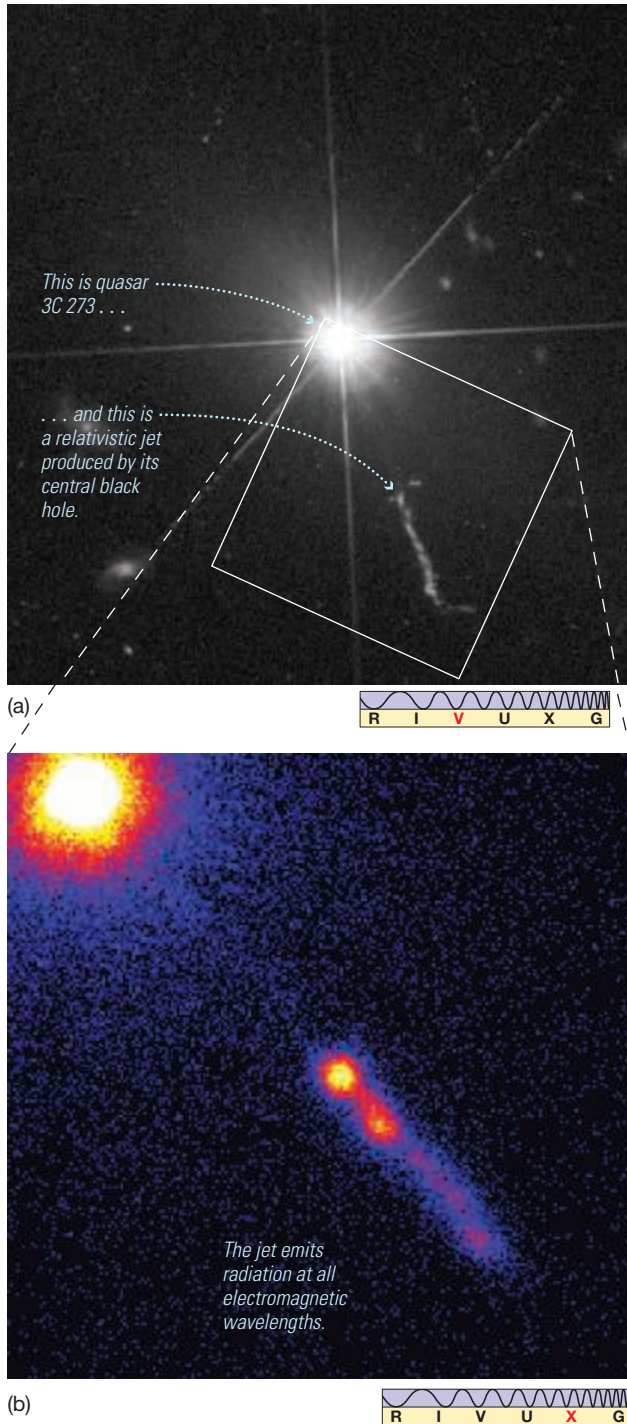 This is quasar
3C 273 . . .
. . . and this is
a relativistic jet
produced by its
central black
hole.
(a)
R I V U X G
The jet emits
radiation at all
electromagnetic
wavelengths.
(b)
R I V U X G